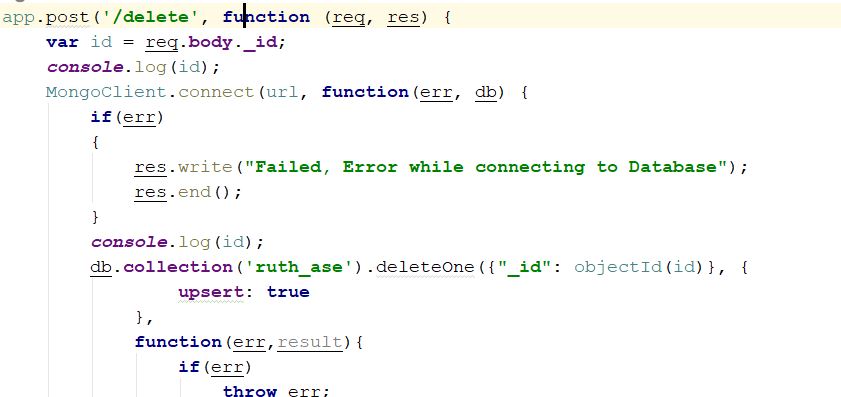 app.post('/delete', function (req, res) {
var id = req.body._id;
console.log(id);
MongoClient.connect(url, function(err, db) {
if(err)
{
res.write("Failed, Error while connecting to Database");
res.end();
}
console.log(id);
db.collection('ruth_ase').deleteOne({"_id": objectId(id)}, {
upsert: true
},
function(err,result){
if(err)
throw err;